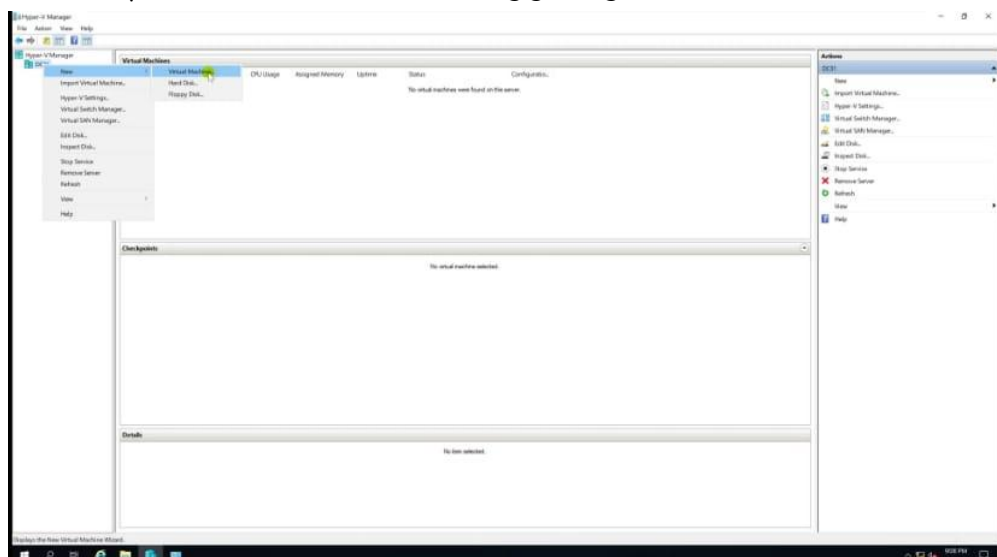 Hyper-V Manager
File Action View Help
Hyper-V Manager
New
Import Virtual Machine...
Hyper-V Settings...
Virtual Switch Manager...
Virtual SAN Manager...
Edit Disk...
Inspect Disk...
Stop Service
Remove Server
Refresh
View
Help
Virtual Machine...
Hard Disk...
Floppy Disk...
Virtual Machines
CPU Usage Assigned Memory Uptime Status Configuratio...
No virtual machines were found on this server.
Checkpoints
No virtual machine selected.
Details
No item selected.
Actions
New
Import Virtual Machine...
Hyper-V Settings...
Virtual Switch Manager...
Virtual SAN Manager...
Edit Disk...
Inspect Disk...
Stop Service
Remove Server
Refresh
View
Help
Displays the New Virtual Machine Wizard.
9:08 PM